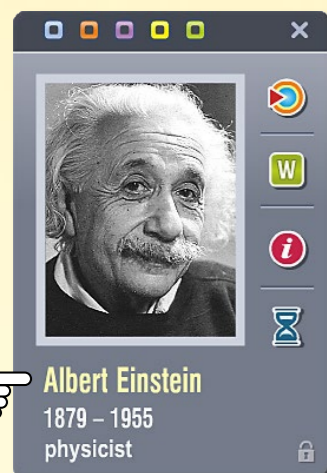 W
i
Albert Einstein
1879 – 1955
physicist